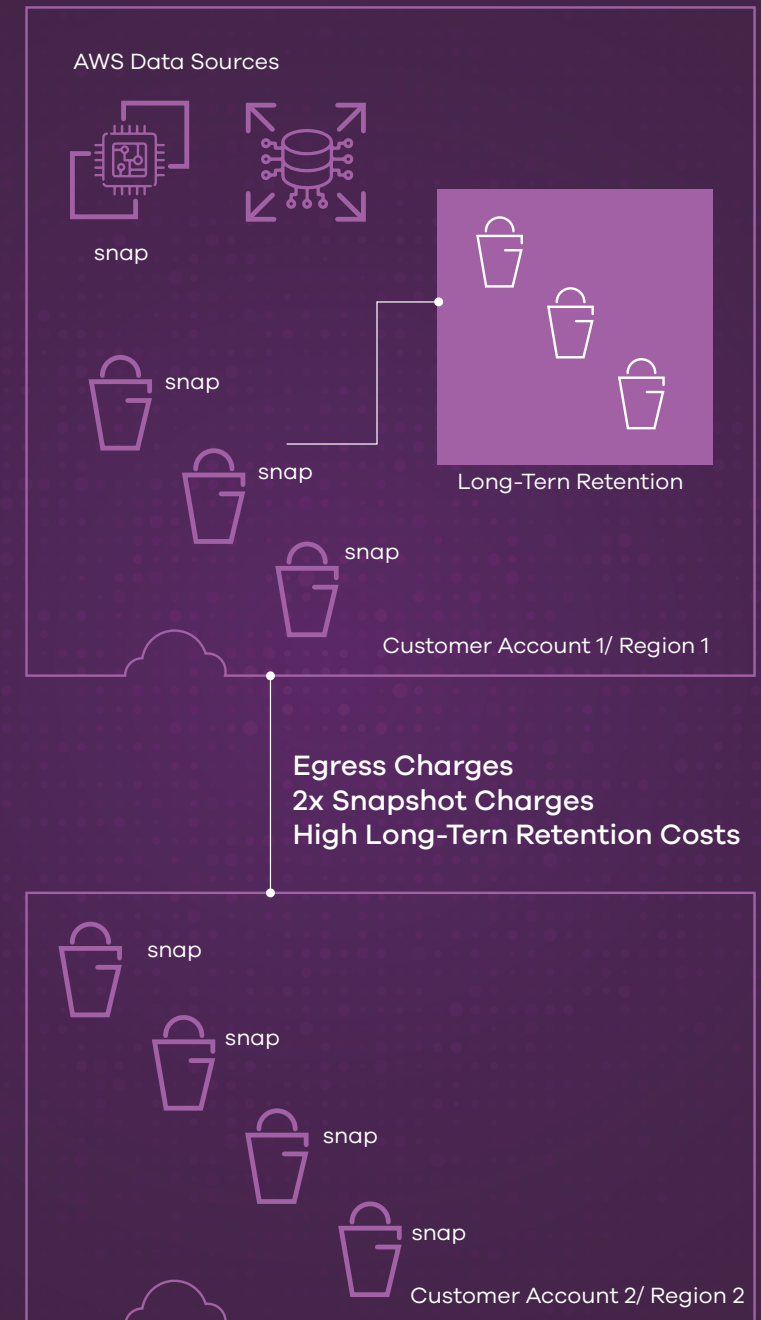 AWS Data Sources
snap
snap
snap
snap
Long-Tern Retention
Customer Account 1/ Region 1
Egress Charges
2x Snapshot Charges
High Long-Tern Retention Costs
snap
snap
snap
snap
Customer Account 2/ Region 2